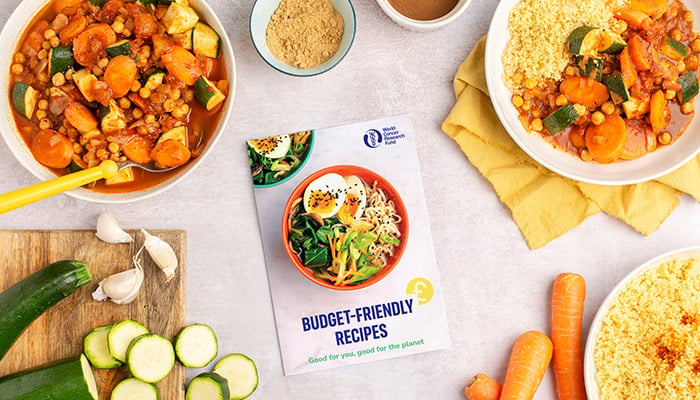 World
Cancer
Research
Fund
£
BUDGET-FRIENDLY
RECIPES
Good for you, good for the planet